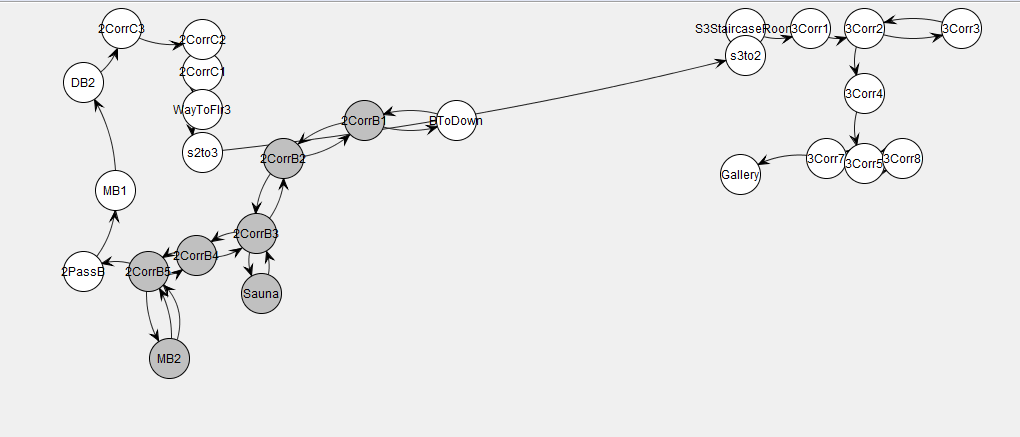 2CorrC3
2CorrC2
2CorrC1
DB2
WayToFlr3
s2to3
2CorrB1
BToDown
2CorrB2
MB1
2CorrB3
2CorrB4
2PassB
2CorrB5
Sauna
MB2
S3StaircaseRoom
3Corr1
3Corr2
3Corr3
s3to2
3Corr4
3Corr7
3Corr5
3Corr8
Gallery